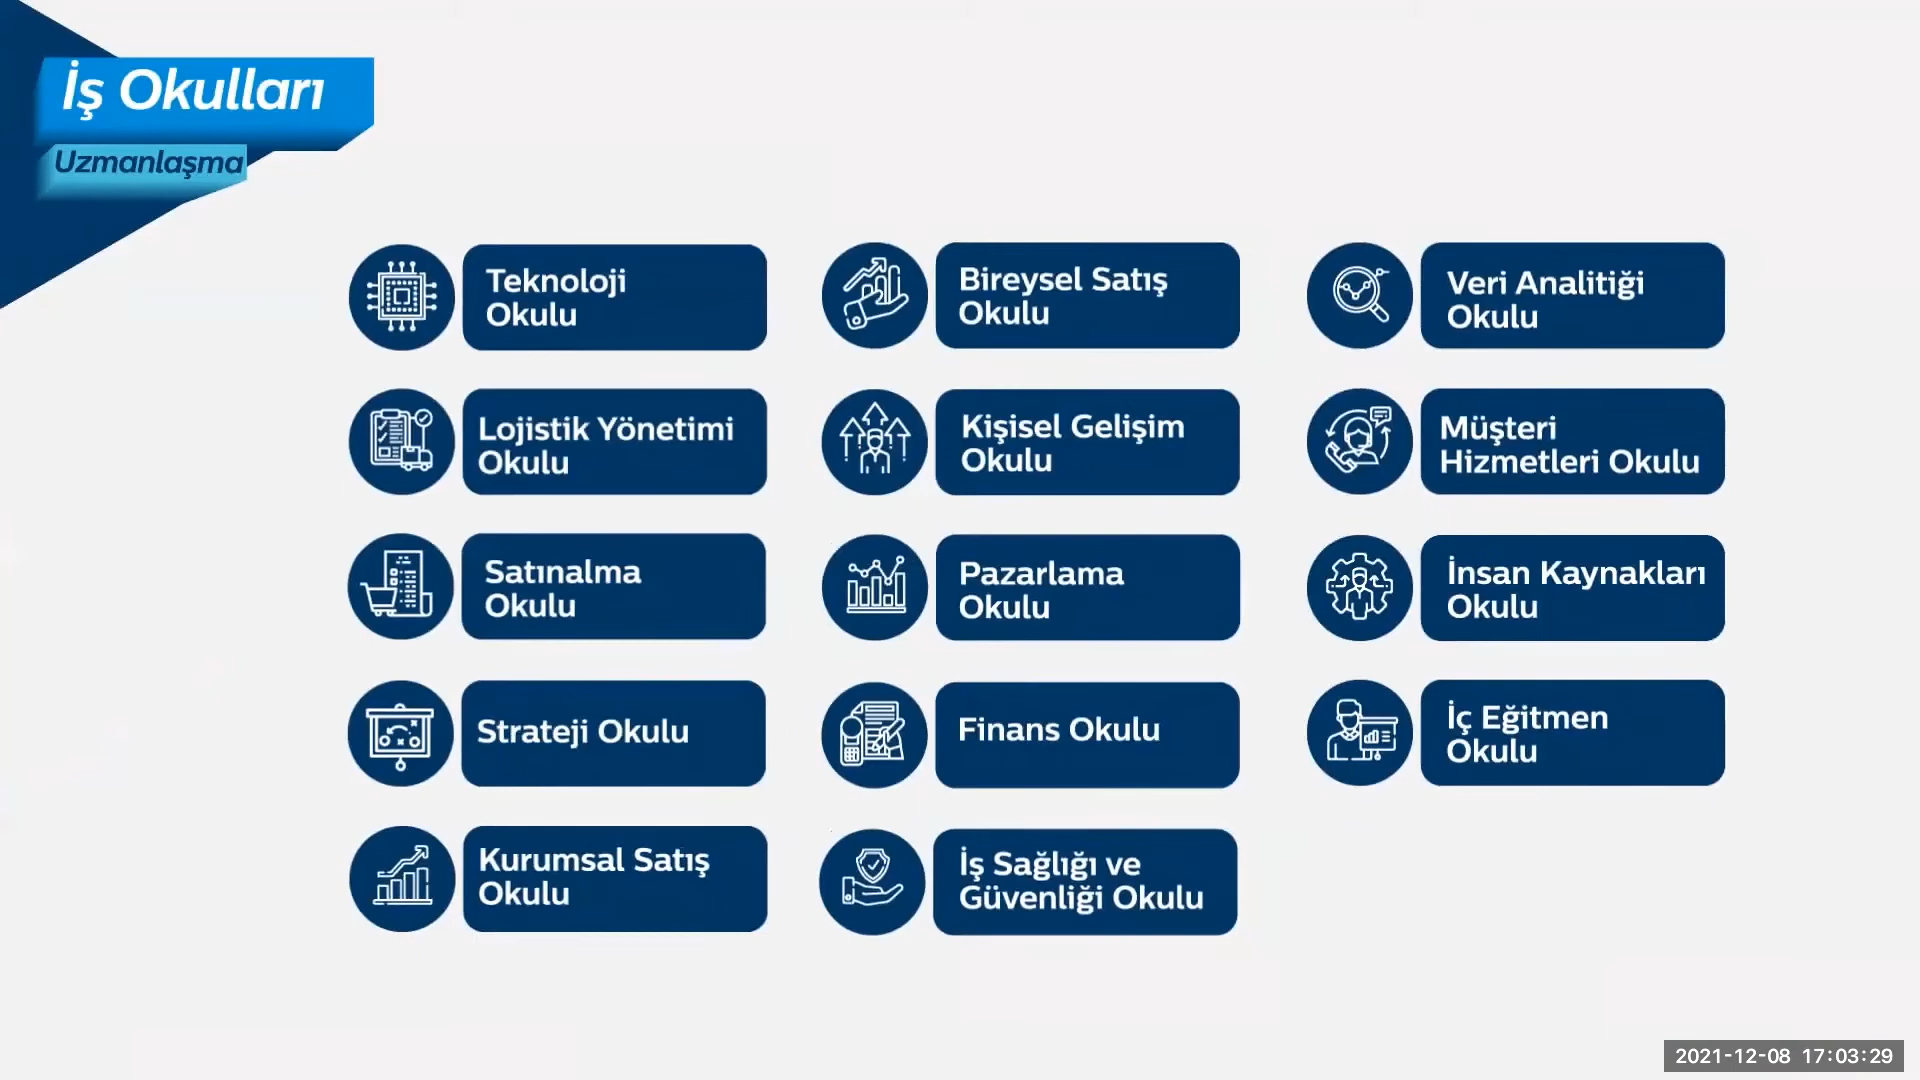 İş Okulları
Uzmanlaşma
Teknoloji
Okulu
Bireysel Satış
Okulu
Veri Analitiği
Okulu
Lojistik Yönetimi
Okulu
Kişisel Gelişim
Okulu
Müşteri
Hizmetleri Okulu
Satınalma
Okulu
Pazarlama
Okulu
İnsan Kaynakları
Okulu
Strateji Okulu
Finans Okulu
İç Eğitmen
Okulu
Kurumsal Satış
Okulu
İş Sağlığı ve
Güvenliği Okulu
2021-12-08 17:03:29